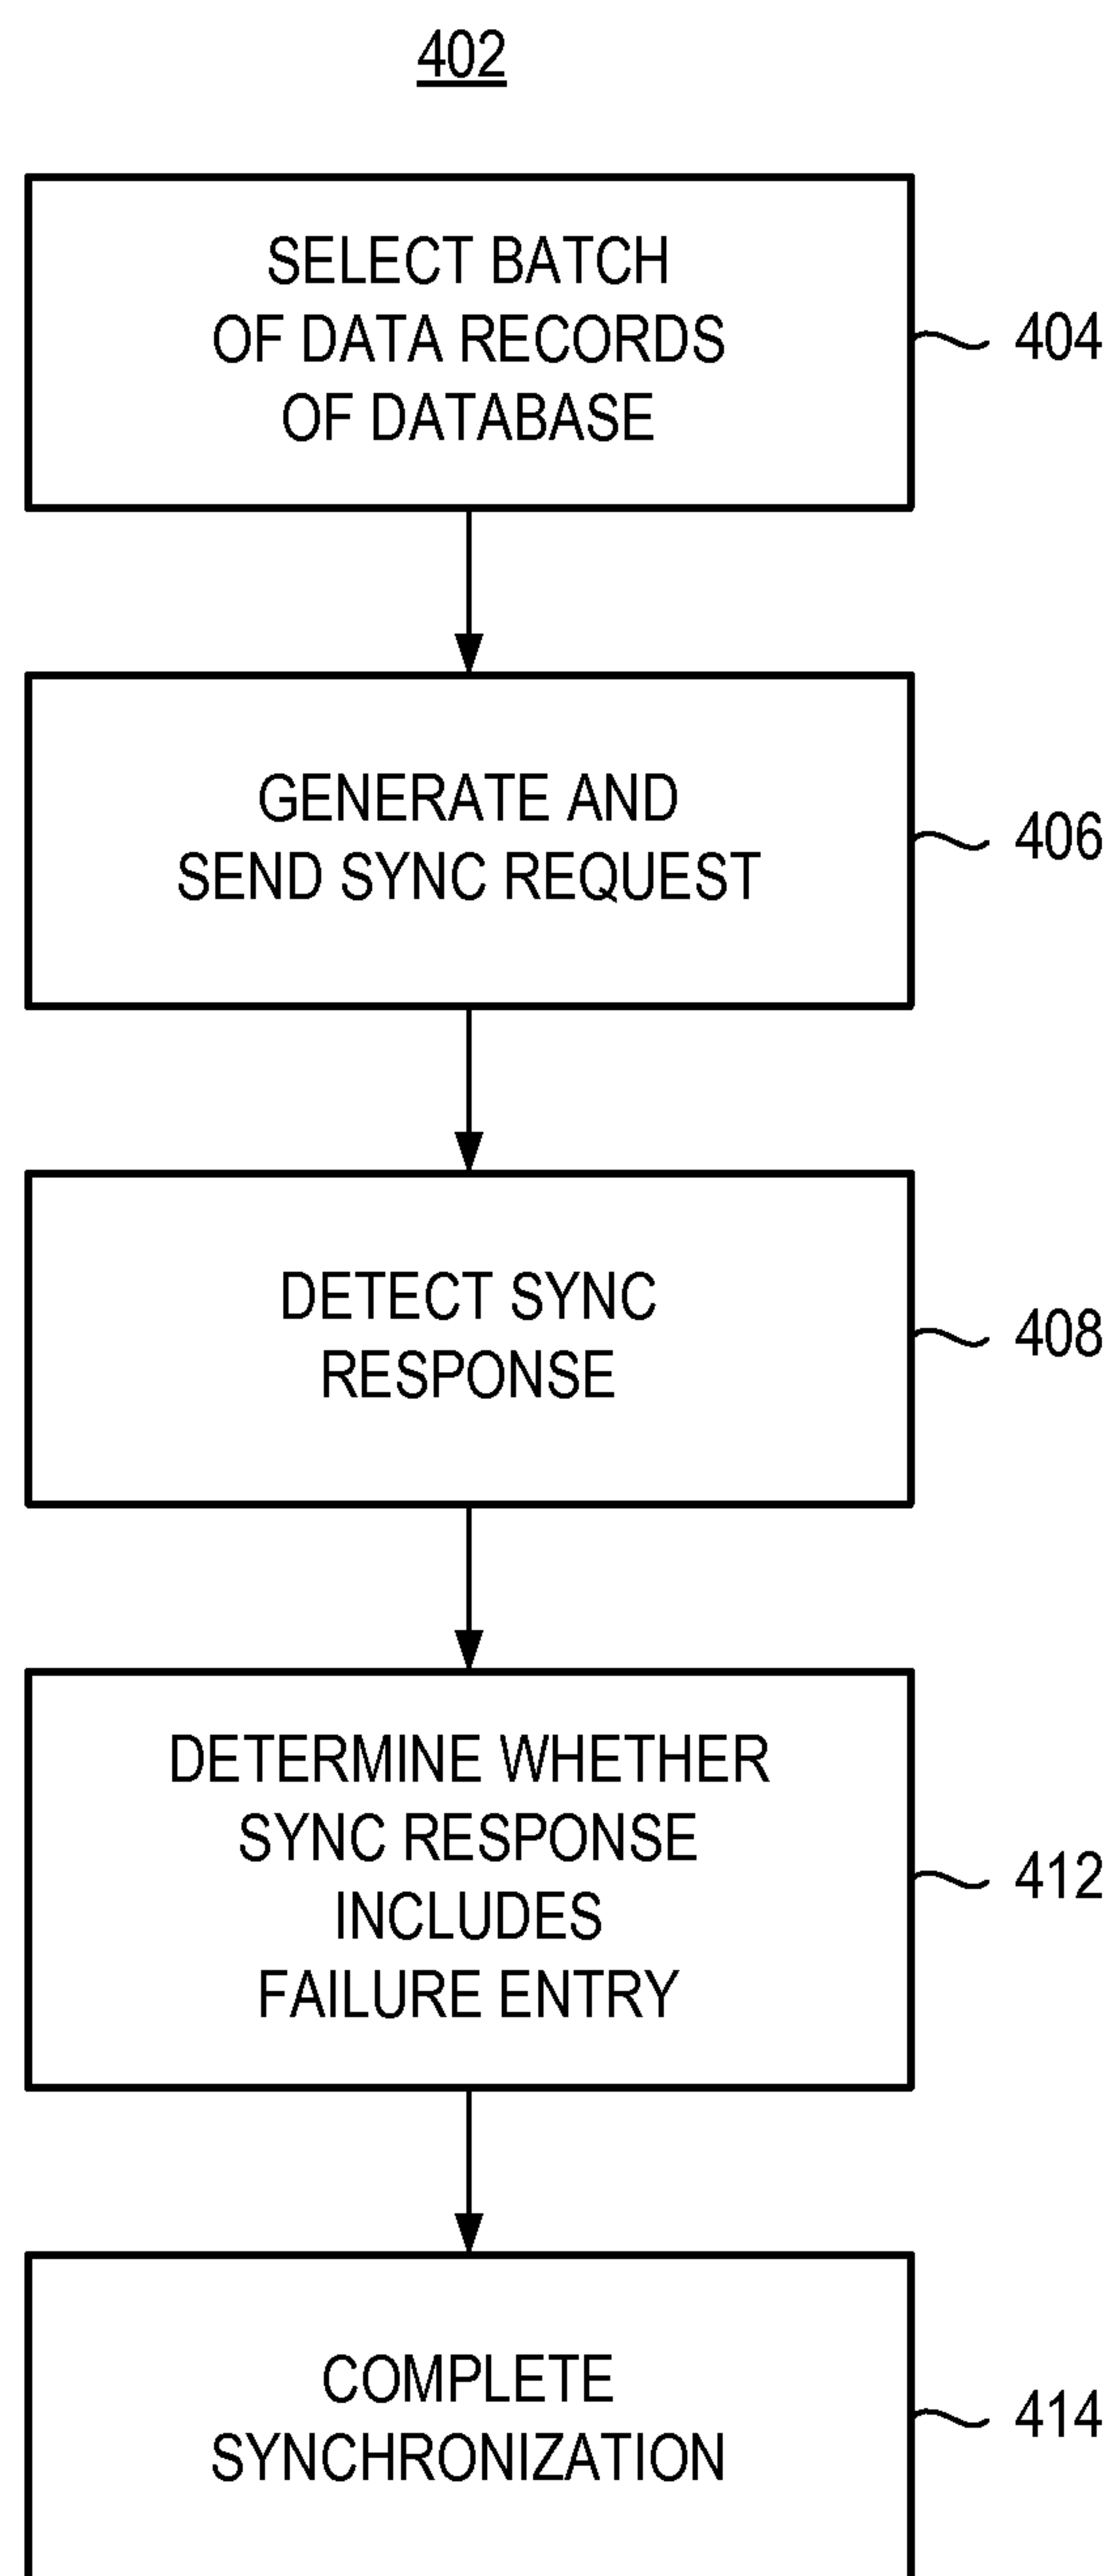 402
SELECT BATCH
OF DATA RECORDS
OF DATABASE
404
GENERATE AND
SEND SYNC REQUEST
406
DETECT SYNC
RESPONSE
408
DETERMINE WHETHER
SYNC RESPONSE
INCLUDES
FAILURE ENTRY
412
COMPLETE
SYNCHRONIZATION
414